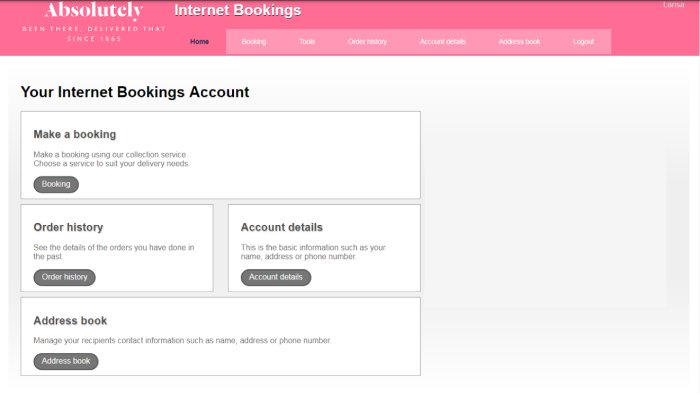 Absolutely
BEEN THERE, DELIVERED THAT
SINCE 1865
Internet Bookings
Larisa
Home
Booking
Tools
Order history
Account details
Address book
Logout
Your Internet Bookings Account
Make a booking
Make a booking using our collection service.
Choose a service to suit your delivery needs.
Booking
Order history
See the details of the orders you have done in
the past.
Order history
Account details
This is the basic information such as your
name, address or phone number.
Account details
Address book
Manage your recipients contact information such as name, address or phone number.
Address book